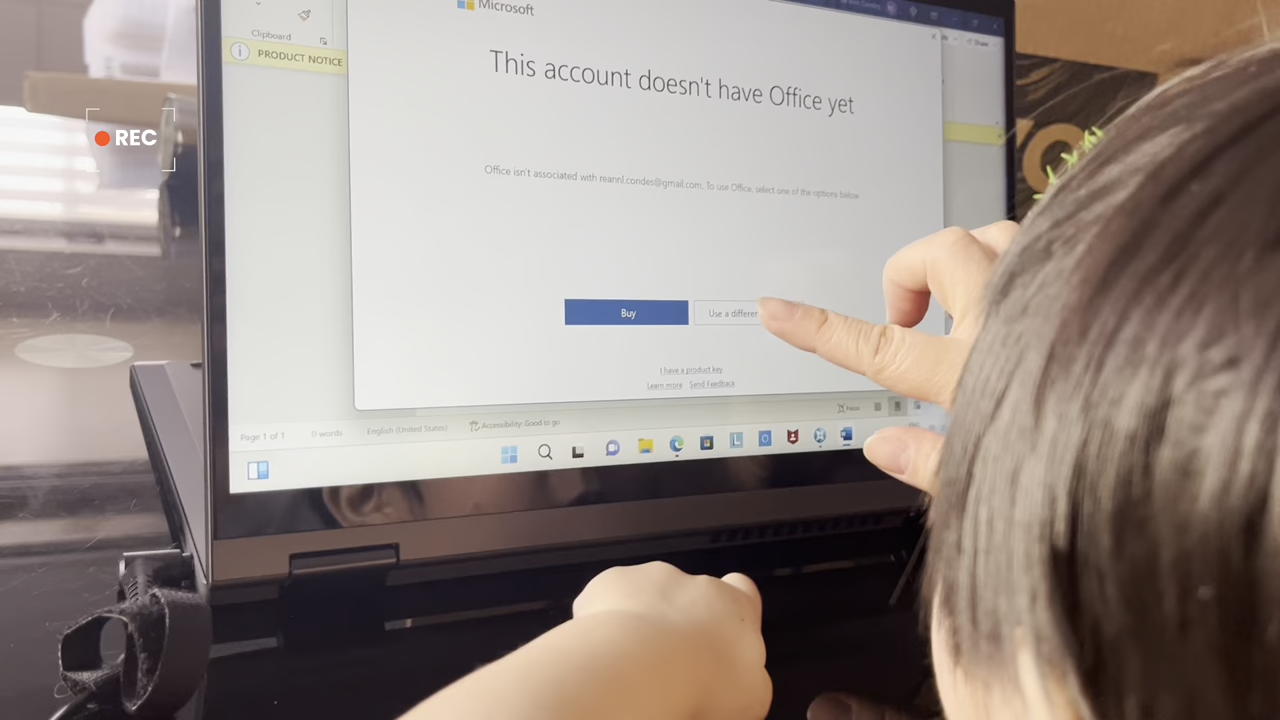 Microsoft
Clipboard
Share
PRODUCT NOTICE
This account doesn't have Office yet
REC
Office isn't associated with reannl.condes@gmail.com. To use Office, select one of the options below
Buy
Use a differen
I have a product key
Learn more Send Feedback
Page 1 of 1 0 words English (United States) Accessibility: Good to go Focus